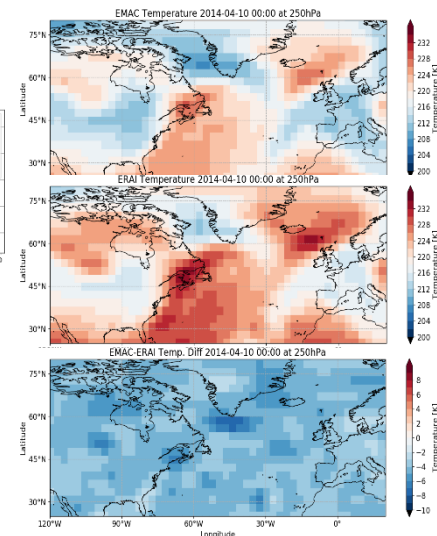 EMAC Temperature 2014-04-10 00:00 at 250hPa
75°N
60°N
45°N
30°N
Latitude
232
228
224
220
216
212
208
204
200
Temperature [K]
ERAI Temperature 2014-04-10 00:00 at 250hPa
75°N
60°N
45°N
30°N
Latitude
232
228
224
220
216
212
208
204
200
Temperature [K]
EMAC-ERAI Temp. Diff 2014-04-10 00:00 at 250hPa
75°N
60°N
45°N
30°N
Latitude
8
6
4
2
0
−2
−4
−6
−8
−10
Temperature [K]
120°W 90°W 60°W 30°W 0°
Longitude